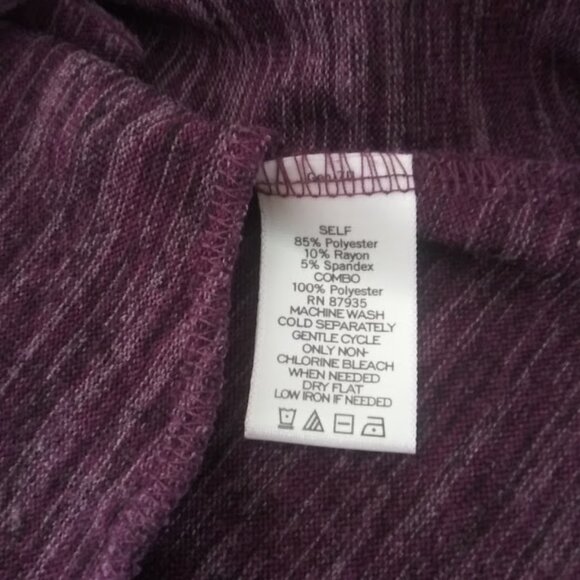 SELF
85% Polyester
10% Rayon
5% Spandex
COMBO
100% Polyester
RN 87935
MACHINE WASH
COLD SEPARATELY
GENTLE CYCLE
ONLY NON-
CHLORINE BLEACH
WHEN NEEDED
DRY FLAT
LOW IRON IF NEEDED